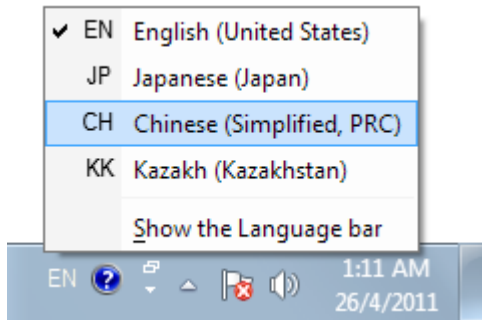 ✔ EN English (United States)
JP Japanese (Japan)
CH Chinese (Simplified, PRC)
KK Kazakh (Kazakhstan)
Show the Language bar
EN ? 1:11 AM
26/4/2011